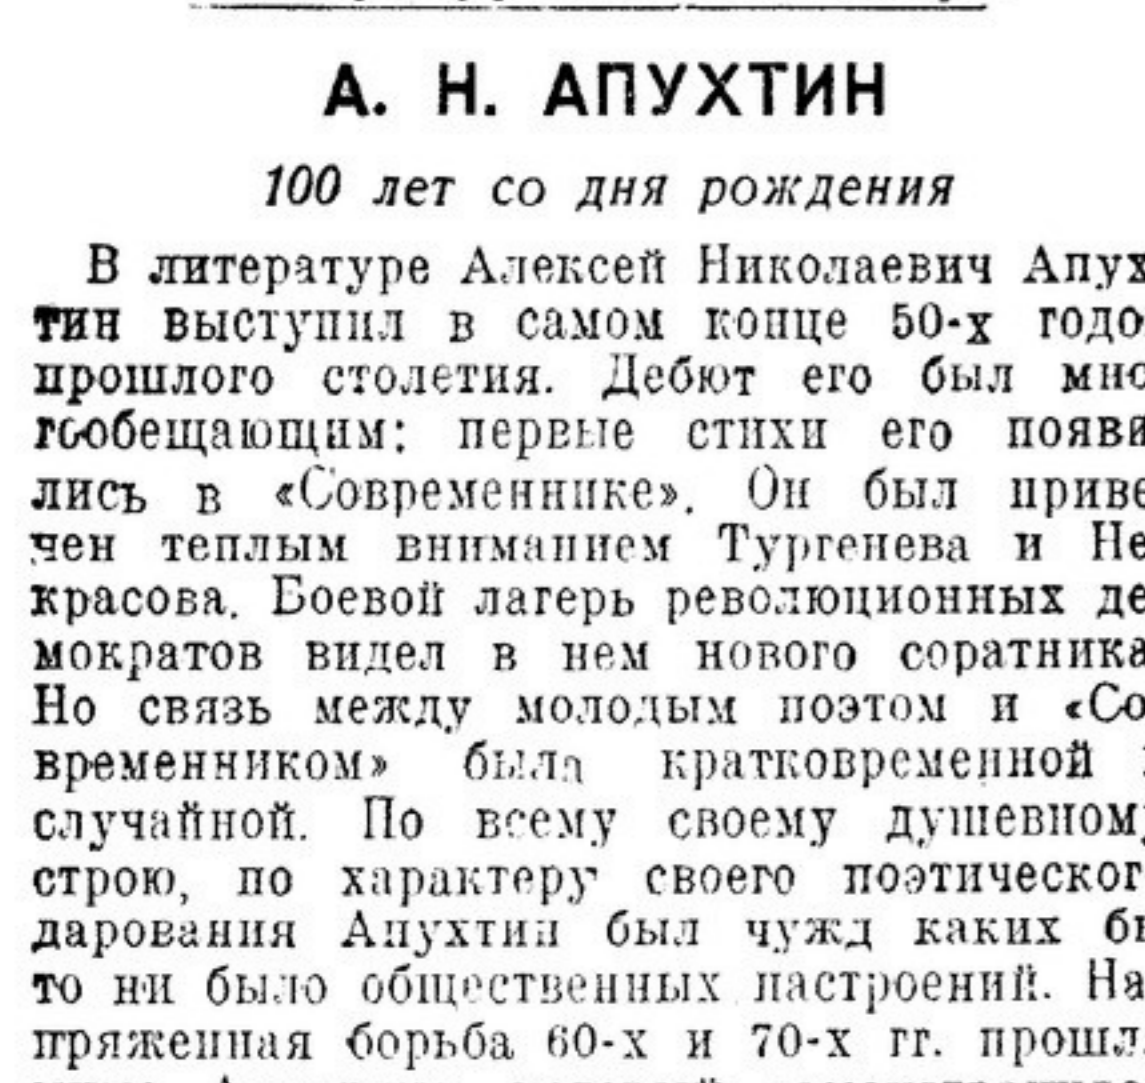 А. Н. АПУХТИН
100 лет со дня рождения
В литературе Алексей Николаевич Апух
тин выступил в самом конце 50-х годо
прошлого столетия. Дебют его был мно
гообещающим: первые стихи его появи
лись в «Современнике». Он был приве
чен теплым вниманием Тургенева и Не
красова. Боевой лагерь революционных де
мократов видел в нем нового соратника
Но связь между молодым поэтом и «Со
временником» была кратковременной
случайной. По всему своему душевному
строю, по характеру своего поэтическог
дарования Апухтин был чужд каких бы
то ни было общественных настроений. На
пряженная борьба 60-х и 70-х гг. прошл